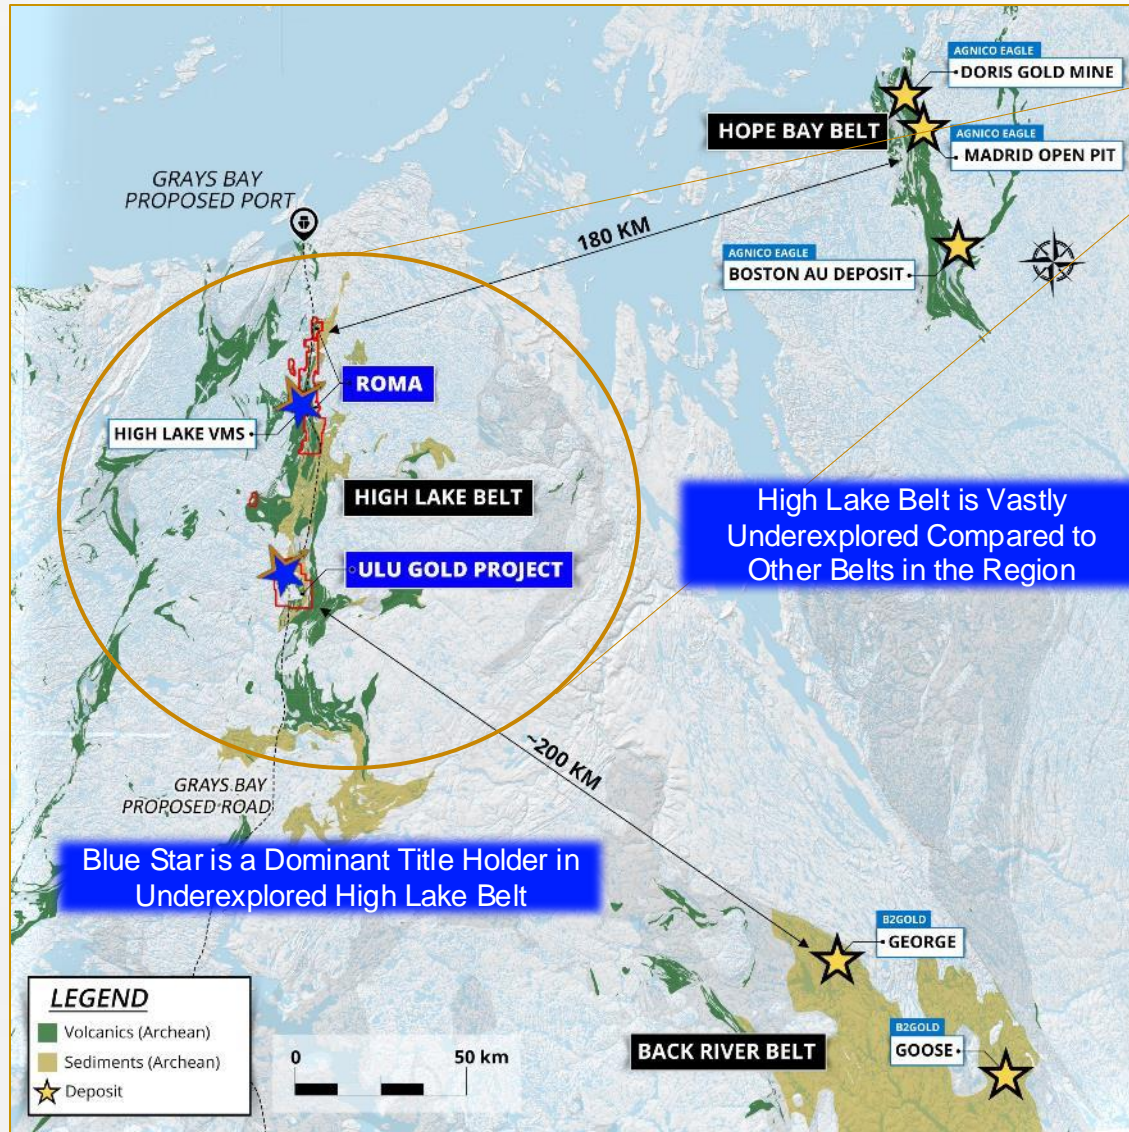 AGNICO EAGLE
DORIS GOLD MINE
HOPE BAY BELT
AGNICO EAGLE
MADRID OPEN PIT
GRAYS BAY
PROPOSED PORT
180 KM
AGNICO EAGLE
BOSTON AU DEPOSIT
ROMA
HIGH LAKE VMS
HIGH LAKE BELT
High Lake Belt is Vastly
Underexplored Compared to
Other Belts in the Region
ULU GOLD PROJECT
~200 KM
GRAYS BAY
PROPOSED ROAD
Blue Star is a Dominant Title Holder in
Underexplored High Lake Belt
B2GOLD
GEORGE
LEGEND
Volcanics (Archean)
Sediments (Archean)
Deposit
0 50 km
BACK RIVER BELT
B2GOLD
GOOSE